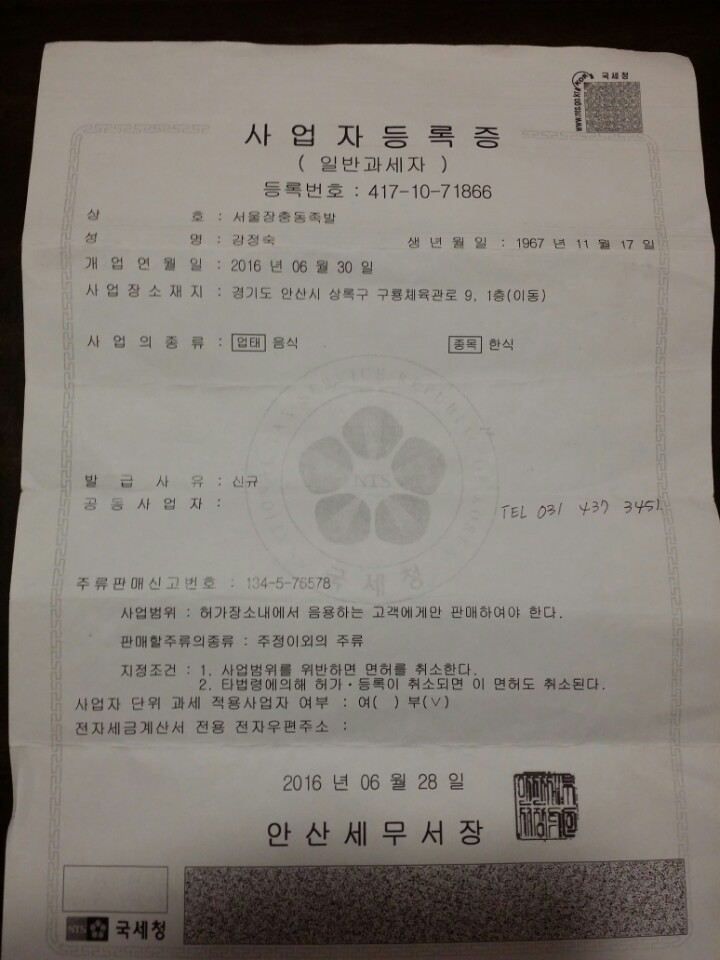 국세청
www.nts.go.kr
사업자등록증
( 일반과세자 )
등록번호 : 417-10-71866
상 호 : 서울장충동족발
성 명 : 강정숙 생년월일 : 1967 년 11 월 17 일
개업연월일 : 2016 년 06 월 30 일
사업장소재지 : 경기도 안산시 상록구 구룡체육관로 9, 1층(이동)
사업의종류 : 업태 음식 종목 한식
발급사유 : 신규
공동사업자 :
TEL 031 437 3451
NTS
국세청
주류판매신고번호 : 134-5-76578
사업범위 : 허가장소내에서 음용하는 고객에게만 판매하여야 한다.
판매할주류의종류 : 주정이외의 주류
지정조건 : 1. 사업범위를 위반하면 면허를 취소한다.
2. 타법령에의해 허가·등록이 취소되면 이 면허도 취소된다.
사업자 단위 과세 적용사업자 여부 : 여( ) 부(∨)
전자세금계산서 전용 전자우편주소 :
2016 년 06 월 28 일
안산세무서장
NTS 국세청